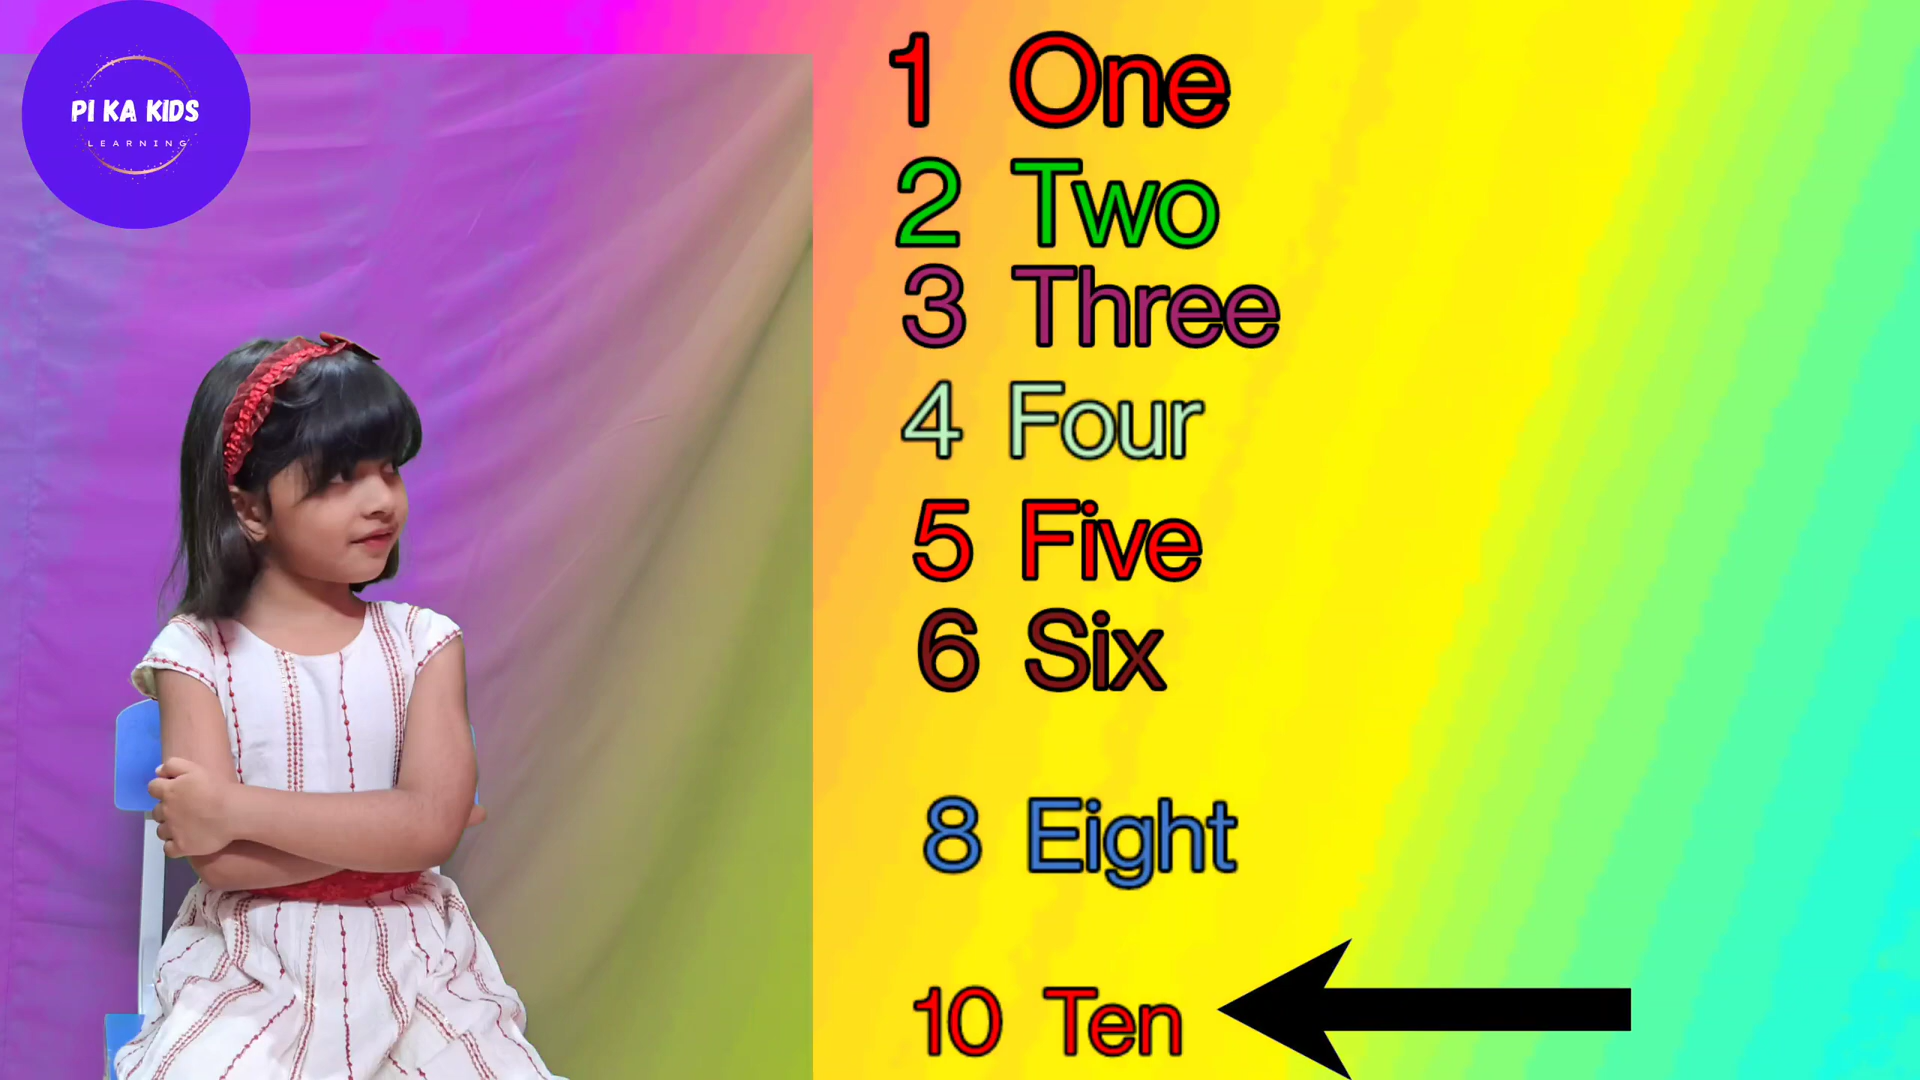 PI KA KIDS
LEARNING
1 One
2 Two
3 Three
4 Four
5 Five
6 Six
8 Eight
10 Ten